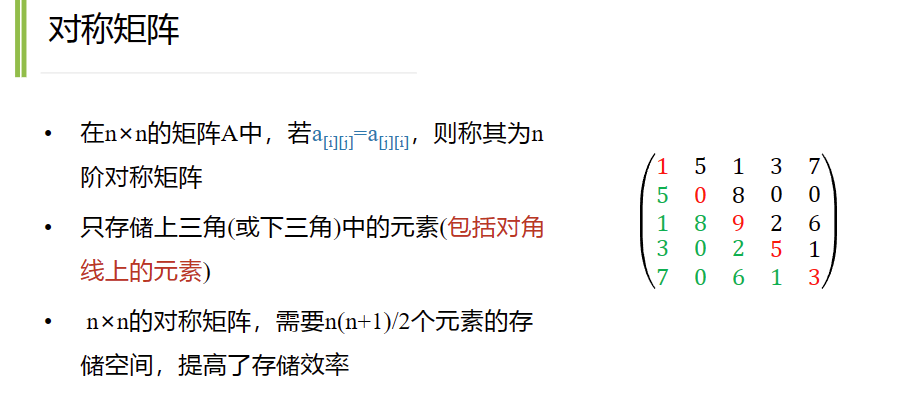 对称矩阵
• 在n×n的矩阵A中，若a[i][j]=a[j][i]，则称其为n
阶对称矩阵
• 只存储上三角(或下三角)中的元素(包括对角
线上的元素)
• n×n的对称矩阵，需要n(n+1)/2个元素的存
储空间，提高了存储效率
1 5 1 3 7
5 0 8 0 0
1 8 9 2 6
3 0 2 5 1
7 0 6 1 3